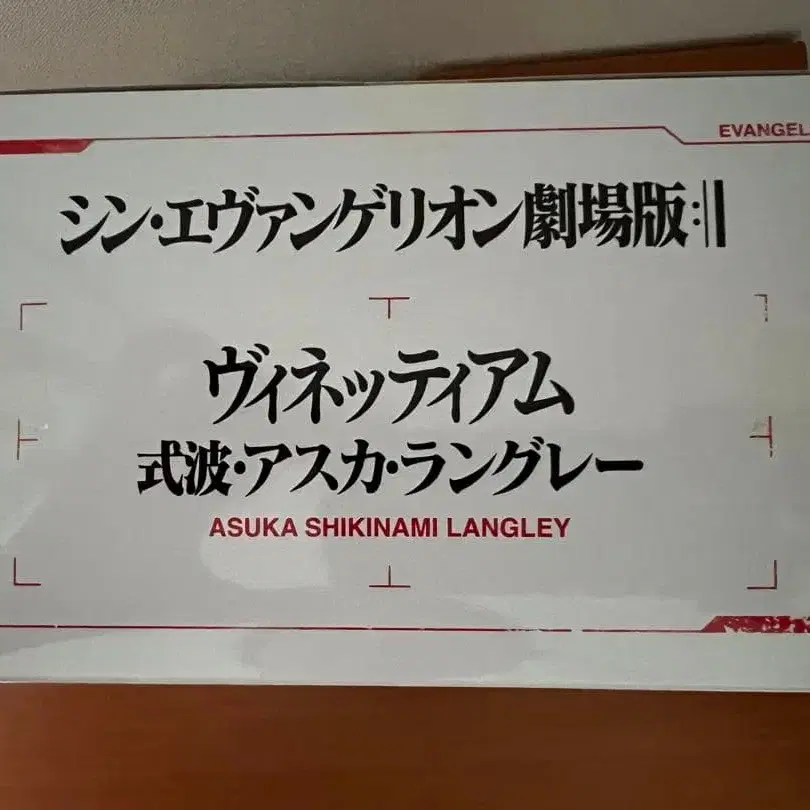 EVANGEL
シン・エヴァンゲリオン劇場版:||
ヴィネッティアム
式波・アスカ・ラングレー
ASUKA SHIKINAMI LANGLEY